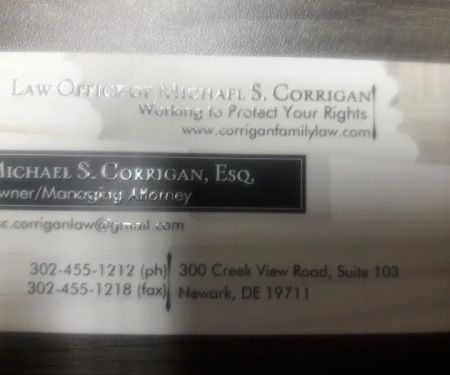 LAW OFFICE OF MICHAEL S. CORRIGAN
Working to Protect Your Rights
www.corriganfamilylaw.com
MICHAEL S. CORRIGAN, ESQ.
wner/Managing Attorney
sc.corriganlaw@gmail.com
302-455-1212 (ph)
302-455-1218 (fax)
300 Creek View Road, Suite 103
Newark, DE 19711